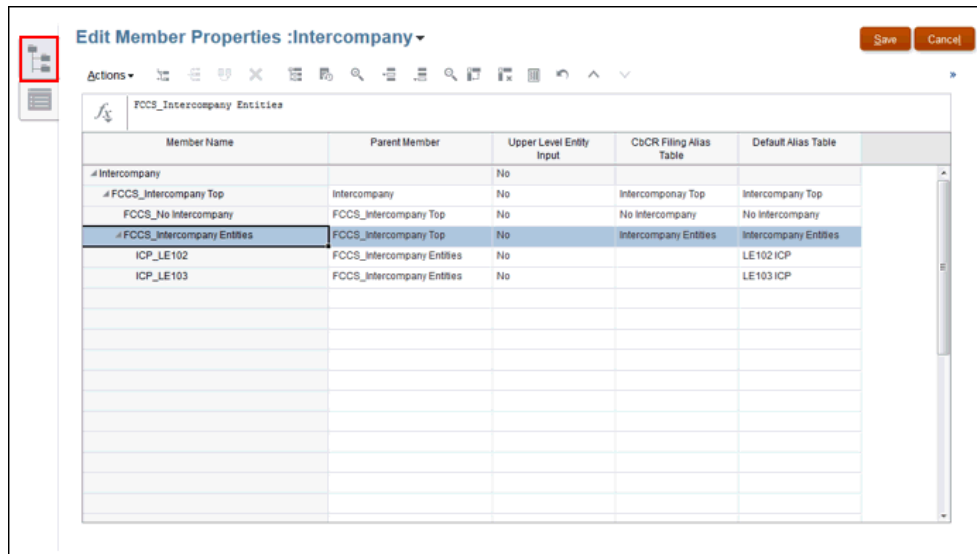 Edit Member Properties :Intercompany
Save Cancel
Actions
fx FCCS_Intercompany Entities
Member Name Parent Member Upper Level Entity Input CbCR Filing Alias Table Default Alias Table
Intercompany No
FCCS_Intercompany Top Intercompany No Intercomponay Top Intercompany Top
FCCS_No Intercompany FCCS_Intercompany Top No No Intercompany No Intercompany
FCCS_Intercompany Entities FCCS_Intercompany Top No Intercompany Entities Intercompany Entities
ICP_LE102 FCCS_Intercompany Entities No LE102 ICP
ICP_LE103 FCCS_Intercompany Entities No LE103 ICP